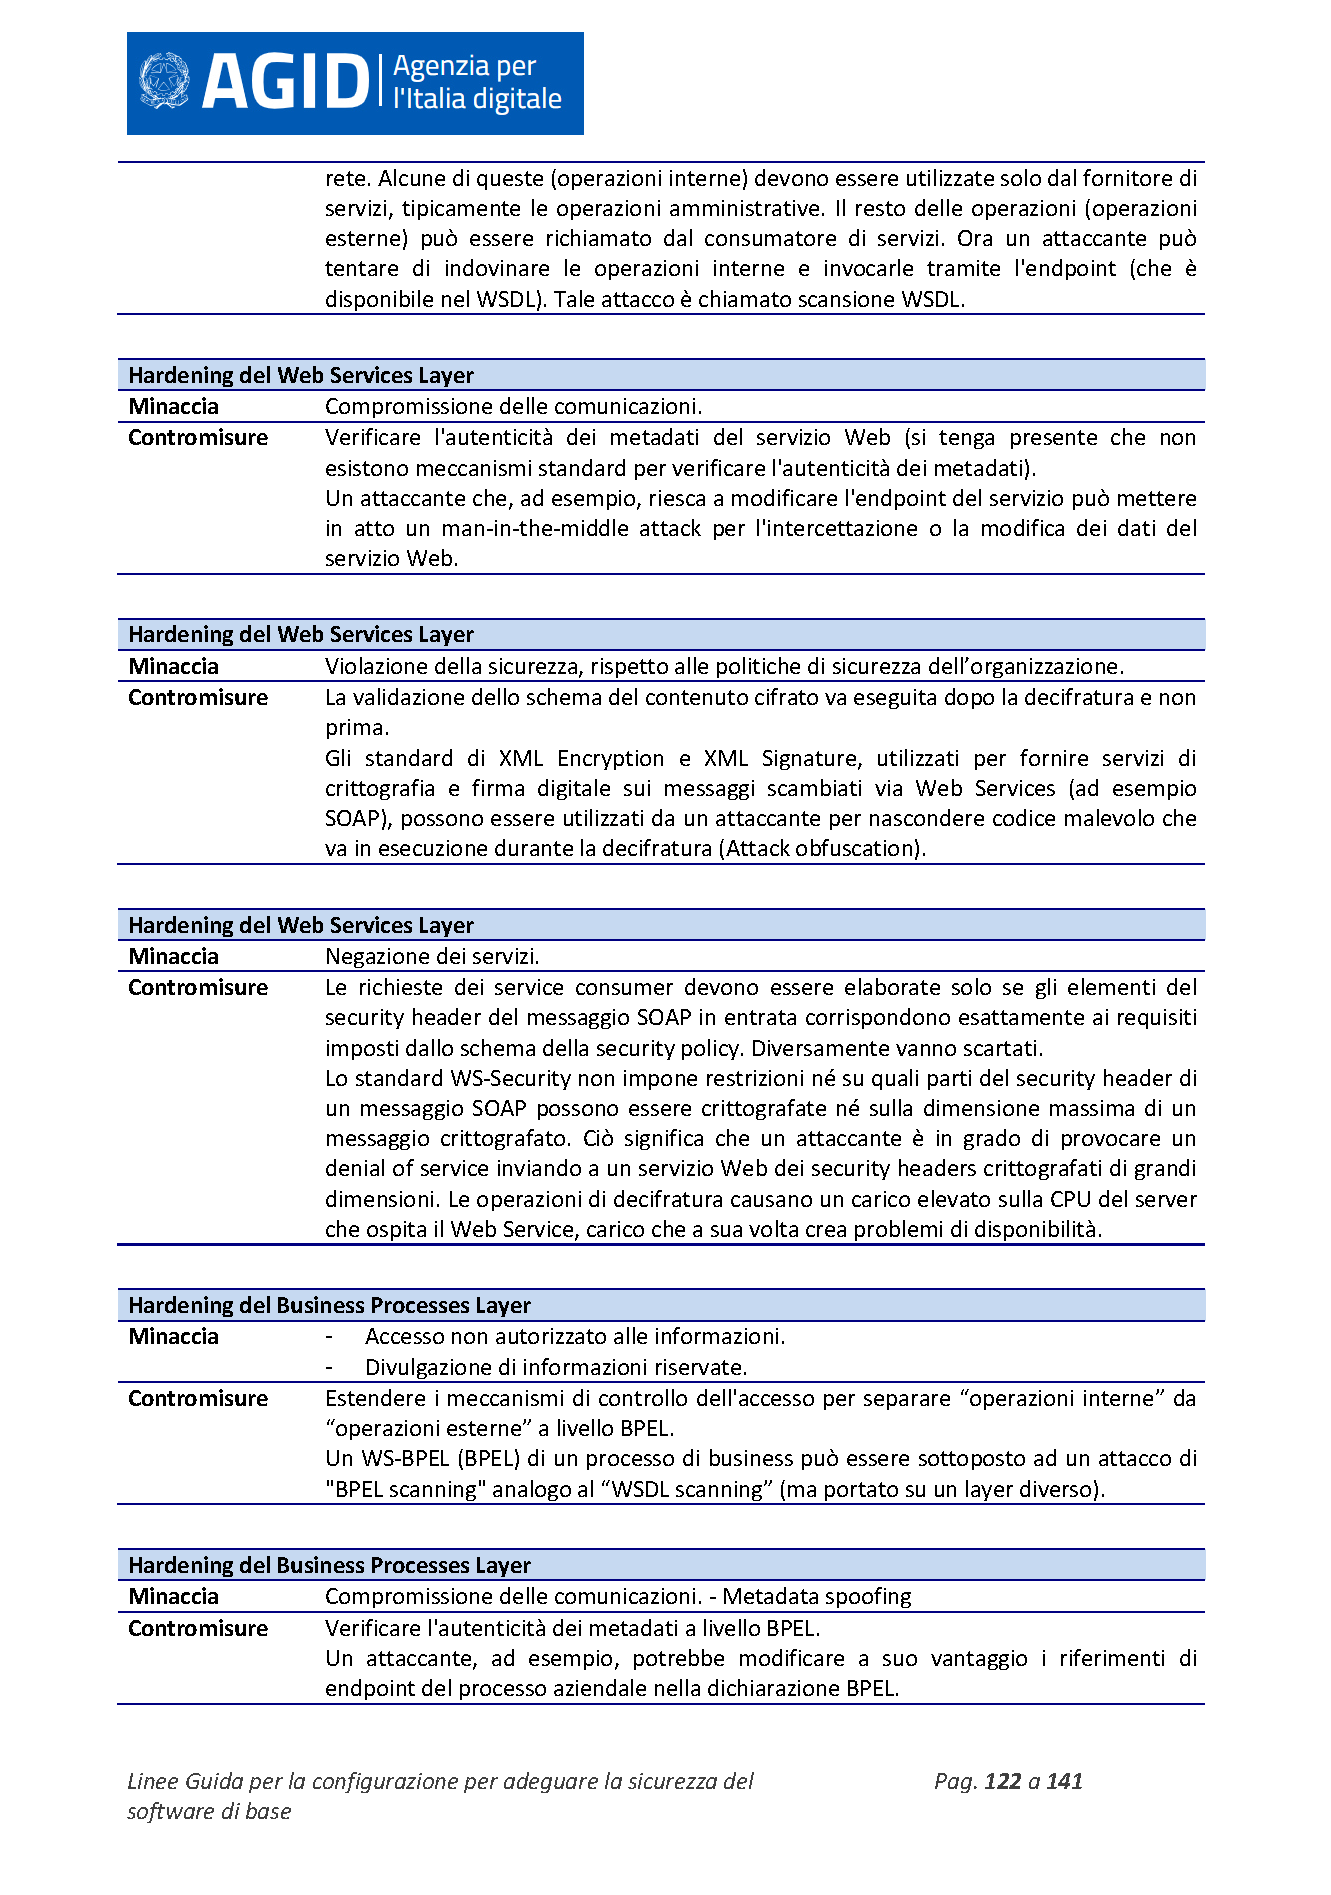 AGID Agenzia per
l'Italia digitale
rete. Alcune di queste (operazioni interne) devono essere utilizzate solo dal fornitore di
servizi, tipicamente le operazioni amministrative. Il resto delle operazioni (operazioni
esterne) può essere richiamato dal consumatore di servizi. Ora un attaccante può
tentare di indovinare le operazioni interne e invocarle tramite l'endpoint (che è
disponibile nel WSDL). Tale attacco è chiamato scansione WSDL.
Hardening del Web Services Layer
Minaccia Compromissione delle comunicazioni.
Contromisure Verificare l'autenticità dei metadati del servizio Web (si tenga presente che non
esistono meccanismi standard per verificare l'autenticità dei metadati).
Un attaccante che, ad esempio, riesca a modificare l'endpoint del servizio può mettere
in atto un man-in-the-middle attack per l'intercettazione o la modifica dei dati del
servizio Web.
Hardening del Web Services Layer
Minaccia Violazione della sicurezza, rispetto alle politiche di sicurezza dell’organizzazione.
Contromisure La validazione dello schema del contenuto cifrato va eseguita dopo la decifratura e non
prima.
Gli standard di XML Encryption e XML Signature, utilizzati per fornire servizi di
crittografia e firma digitale sui messaggi scambiati via Web Services (ad esempio
SOAP), possono essere utilizzati da un attaccante per nascondere codice malevolo che
va in esecuzione durante la decifratura (Attack obfuscation).
Hardening del Web Services Layer
Minaccia Negazione dei servizi.
Contromisure Le richieste dei service consumer devono essere elaborate solo se gli elementi del
security header del messaggio SOAP in entrata corrispondono esattamente ai requisiti
imposti dallo schema della security policy. Diversamente vanno scartati.
Lo standard WS-Security non impone restrizioni né su quali parti del security header di
un messaggio SOAP possono essere crittografate né sulla dimensione massima di un
messaggio crittografato. Ciò significa che un attaccante è in grado di provocare un
denial of service inviando a un servizio Web dei security headers crittografati di grandi
dimensioni. Le operazioni di decifratura causano un carico elevato sulla CPU del server
che ospita il Web Service, carico che a sua volta crea problemi di disponibilità.
Hardening del Business Processes Layer
Minaccia - Accesso non autorizzato alle informazioni.
- Divulgazione di informazioni riservate.
Contromisure Estendere i meccanismi di controllo dell'accesso per separare “operazioni interne” da
“operazioni esterne” a livello BPEL.
Un WS-BPEL (BPEL) di un processo di business può essere sottoposto ad un attacco di
"BPEL scanning" analogo al “WSDL scanning” (ma portato su un layer diverso).
Hardening del Business Processes Layer
Minaccia Compromissione delle comunicazioni. - Metadata spoofing
Contromisure Verificare l'autenticità dei metadati a livello BPEL.
Un attaccante, ad esempio, potrebbe modificare a suo vantaggio i riferimenti di
endpoint del processo aziendale nella dichiarazione BPEL.
Linee Guida per la configurazione per adeguare la sicurezza del Pag. 122 a 141
software di base